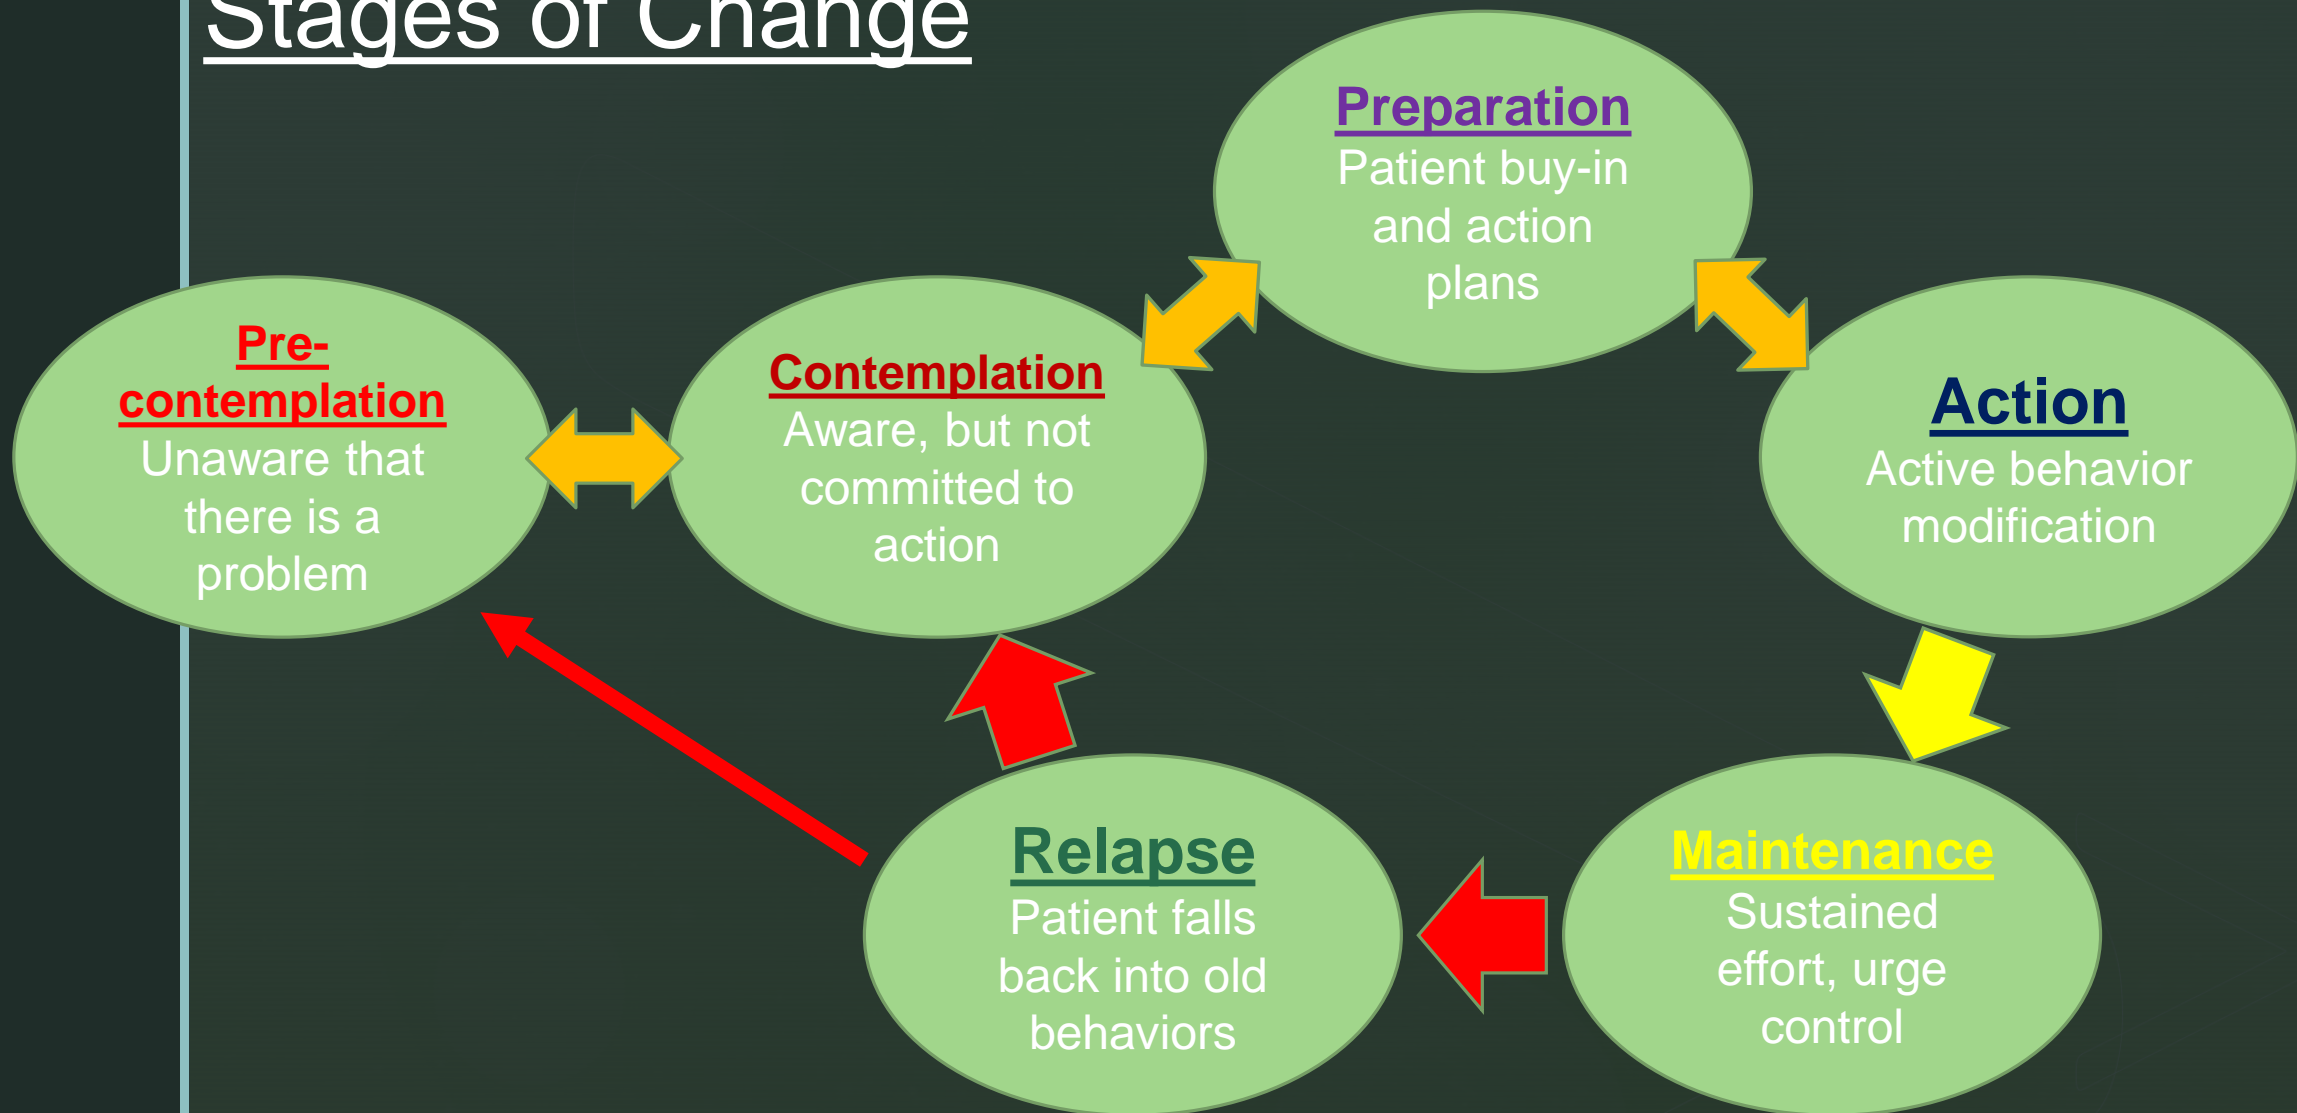 Stages of Change
Preparation
Patient buy-in
and action
plans
Pre-
contemplation
Unaware that
there is a
problem
Contemplation
Aware, but not
committed to
action
Action
Active behavior
modification
Relapse
Patient falls
back into old
behaviors
Maintenance
Sustained
effort, urge
control